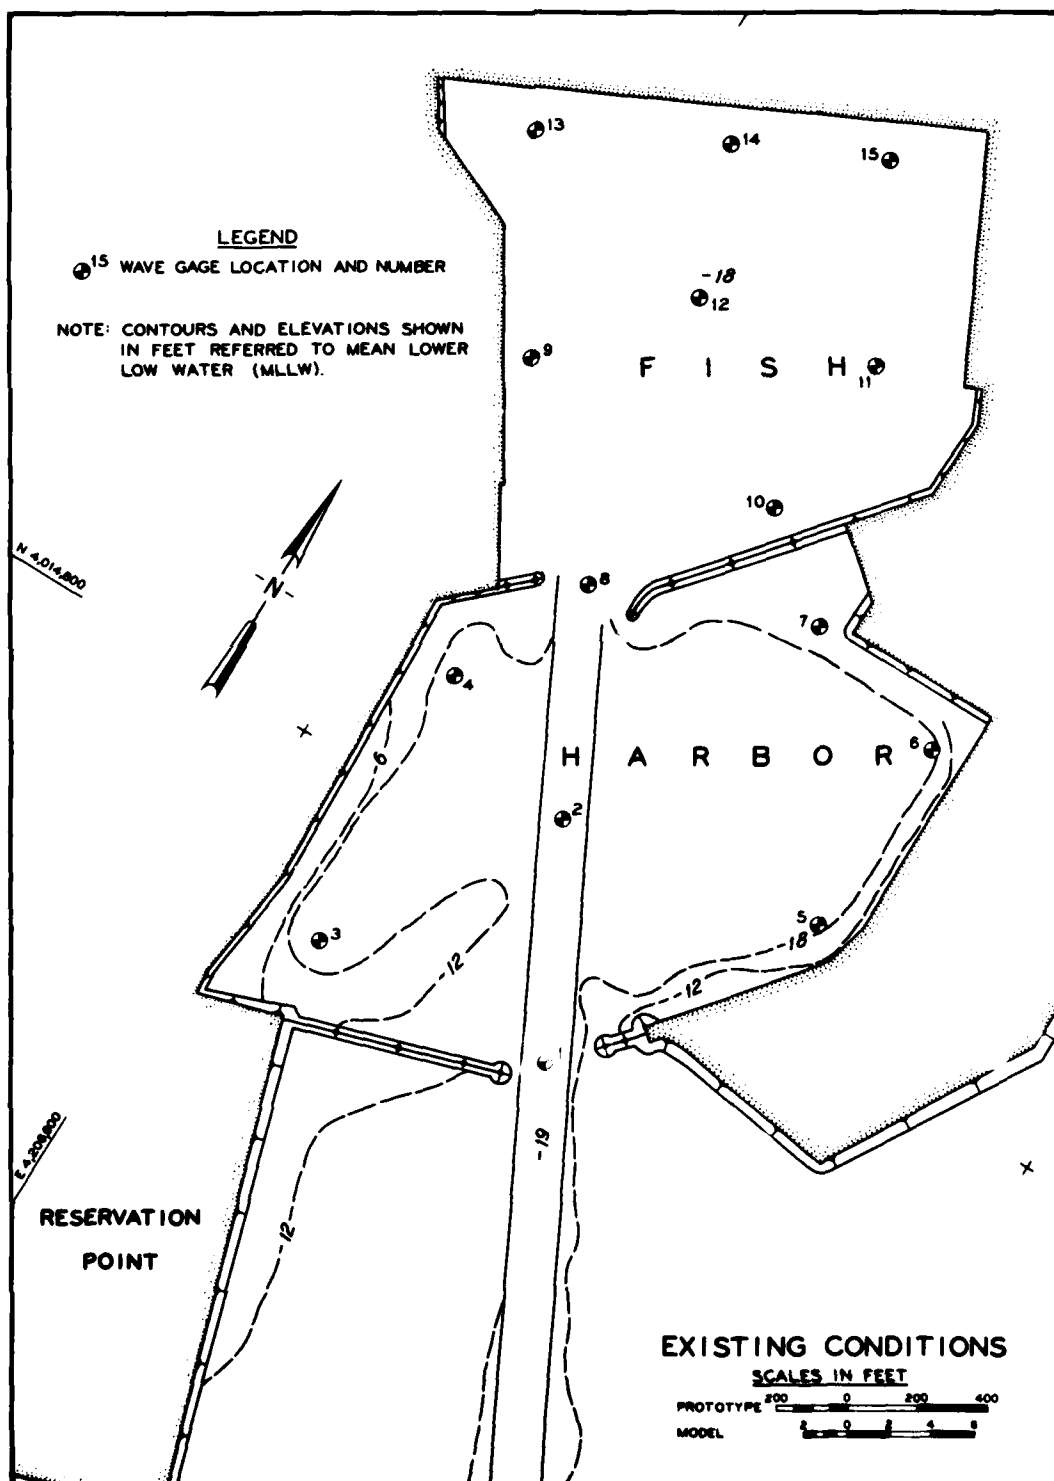 13
14
15
LEGEND
15 WAVE GAGE LOCATION AND NUMBER
-18
12
NOTE: CONTOURS AND ELEVATIONS SHOWN
IN FEET REFERRED TO MEAN LOWER
LOW WATER (MLLW).
9
F I S H
11
10
N 4,014,800
-N-
8
7
4
H A R B O R
6
-6
2
5
3
-18
-12
-12
1
-19
RESERVATION
POINT
-12
EXISTING CONDITIONS
SCALES IN FEET
PROTOTYPE 200 0 200 400
MODEL
0
4